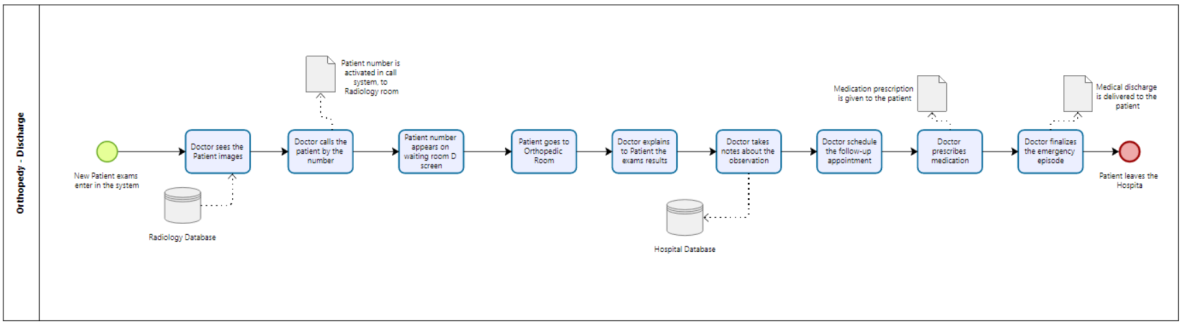 Orthopedy - Discharge
New Patient exams
enter in the system
Doctor sees the
Patient images
Radiology Database
Doctor calls the
patient by the
number
Patient number is
activated in call
system, to
Radiology room
Patient number
appears on
waiting room D
screen
Patient goes to
Orthopedic
Room
Doctor explains
to Patient the
exams results
Doctor takes
notes about the
observation
Hospital Database
Doctor schedule
the follow-up
appointment
Medication prescription
is given to the patient
Doctor
prescribes
medication
Doctor finalizes
the emergency
episode
Medical discharge
is delivered to the
patient
Patient leaves the
Hospita